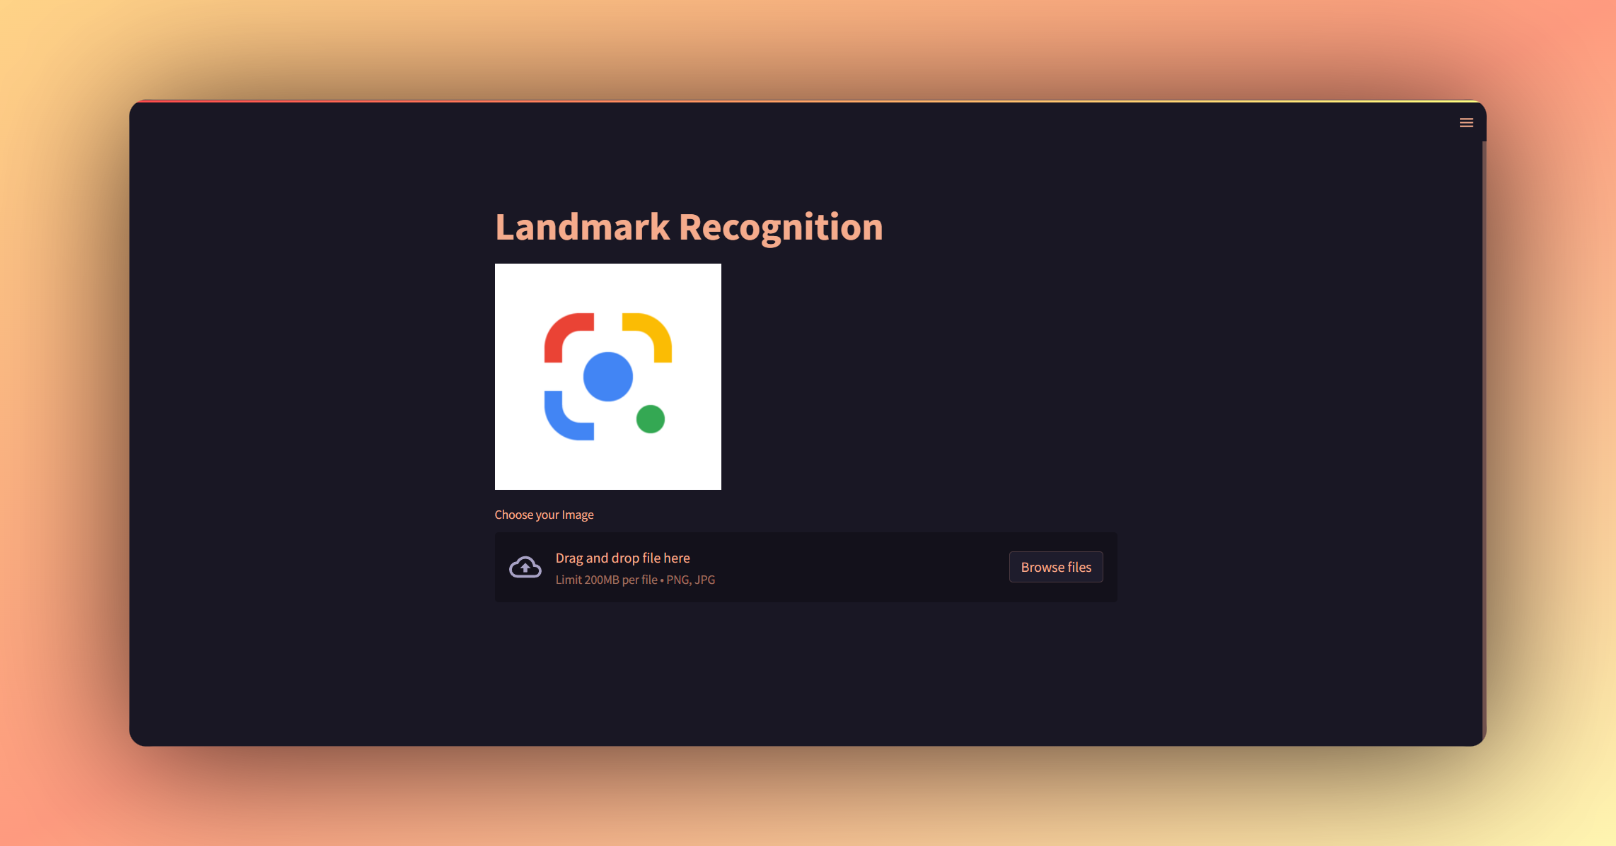 Landmark Recognition
Choose your Image
Drag and drop file here
Limit 200MB per file • PNG, JPG
Browse files